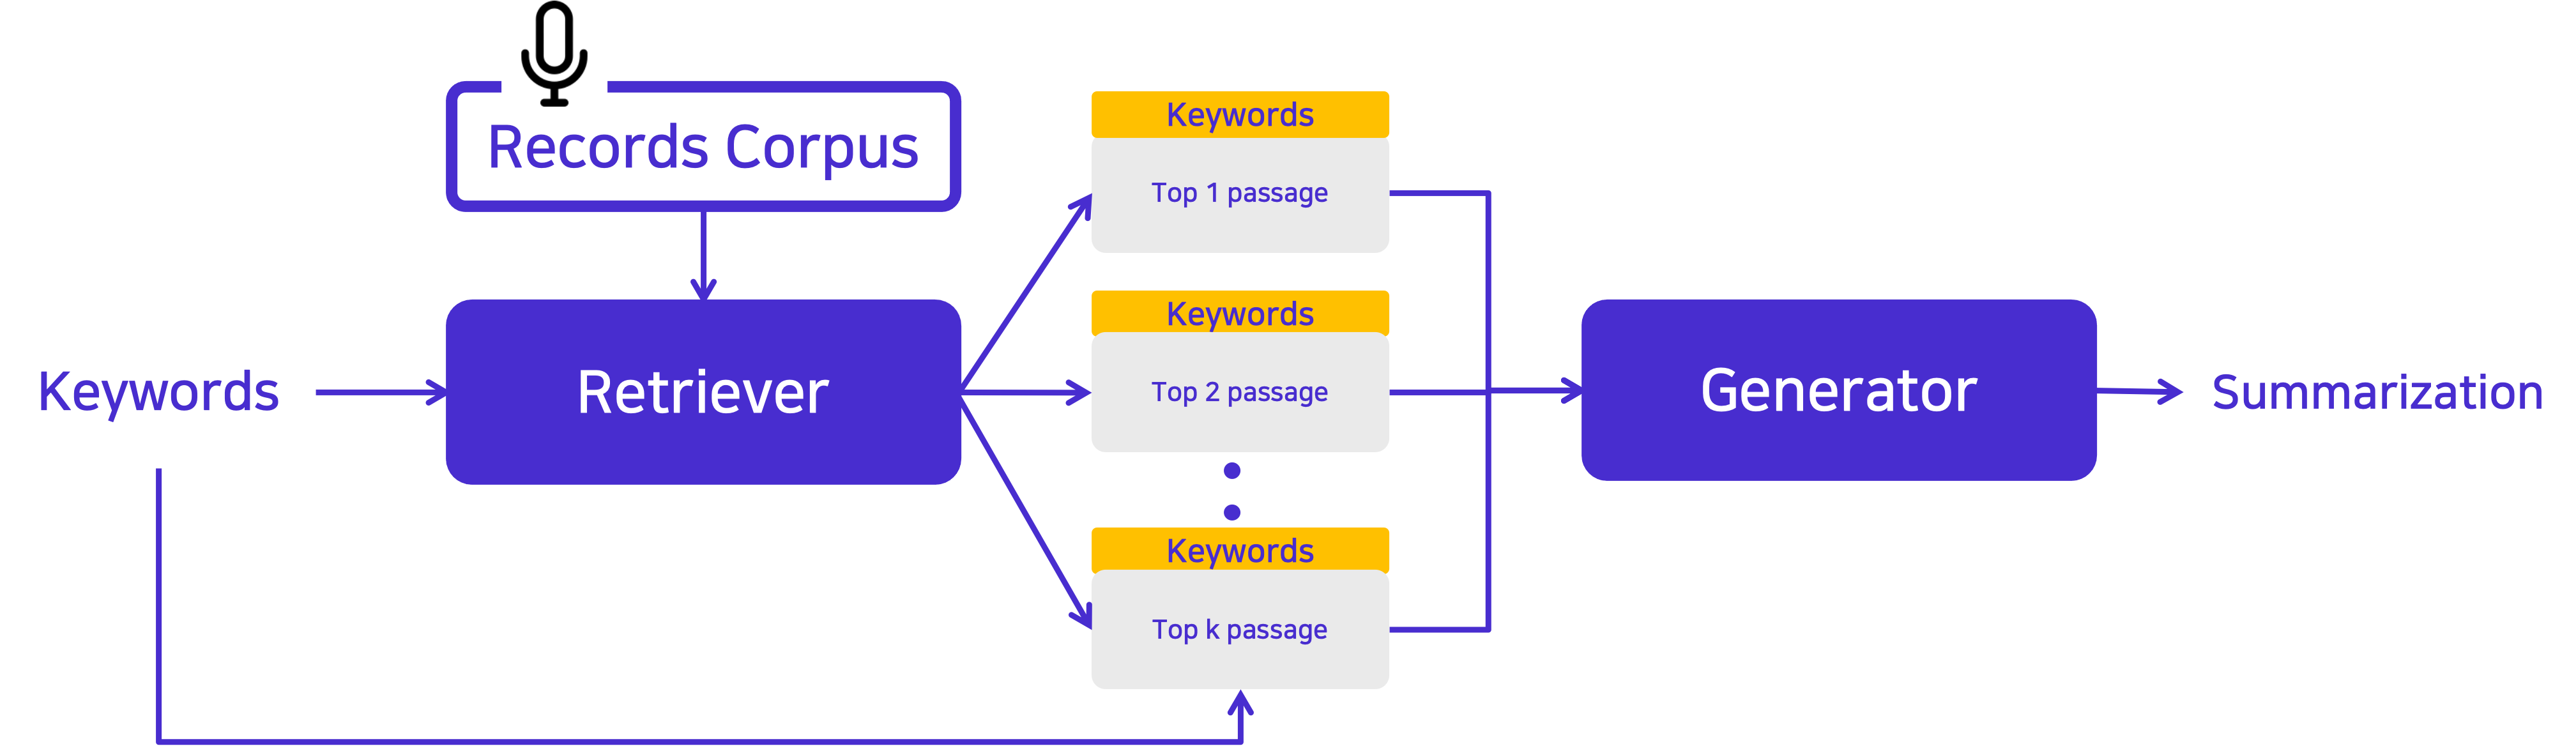 Records Corpus
Keywords
Retriever
Keywords
Top 1 passage
Keywords
Top 2 passage
Keywords
Top k passage
Generator
Summarization